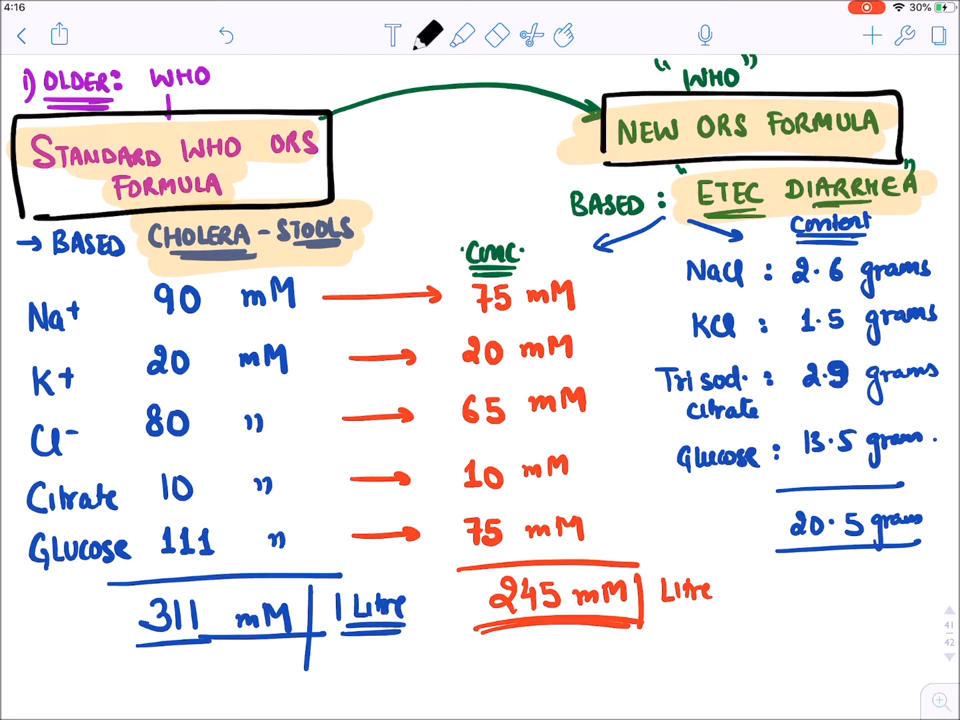 4:16
30%
T
i) OLDER: WHO
STANDARD WHO ORS
FORMULA
→ BASED CHOLERA - STOOLS
Na+ 90 mM → 75 mM
K+ 20 mM → 20 mM
Cl- 80 " → 65 mM
Citrate 10 " → 10 mM
GLUCOSE 111 " → 75 mM
311 mM | 1 Litre
245 mM | Litre
"WHO"
NEW ORS FORMULA
BASED: "ETEC DIARRHEA"
conc.
Content
NaCl : 2.6 grams
KCl : 1.5 grams
Tri sod. : 2.9 grams
citrate
Glucose : 13.5 gram.
20.5 grams
41
42